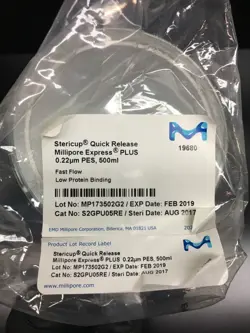 19680
Stericup® Quick Release
Millipore Express® PLUS
0.22µm PES, 500ml
Fast Flow
Low Protein Binding
Lot No: MP173502G2 / EXP Date: FEB 2019
Cat No: S2GPU05RE / Steri Date: AUG 2017
EMD Millipore Corporation, Billerica, MA 01821 USA
Product Lot Record Label
Stericup® Quick Release
Millipore Express® PLUS 0.22µm PES, 500ml
Lot No: MP173502G2 / EXP Date: FEB 2019
Cat No: S2GPU05RE / Steri Date: AUG 2017
www.millipore.com